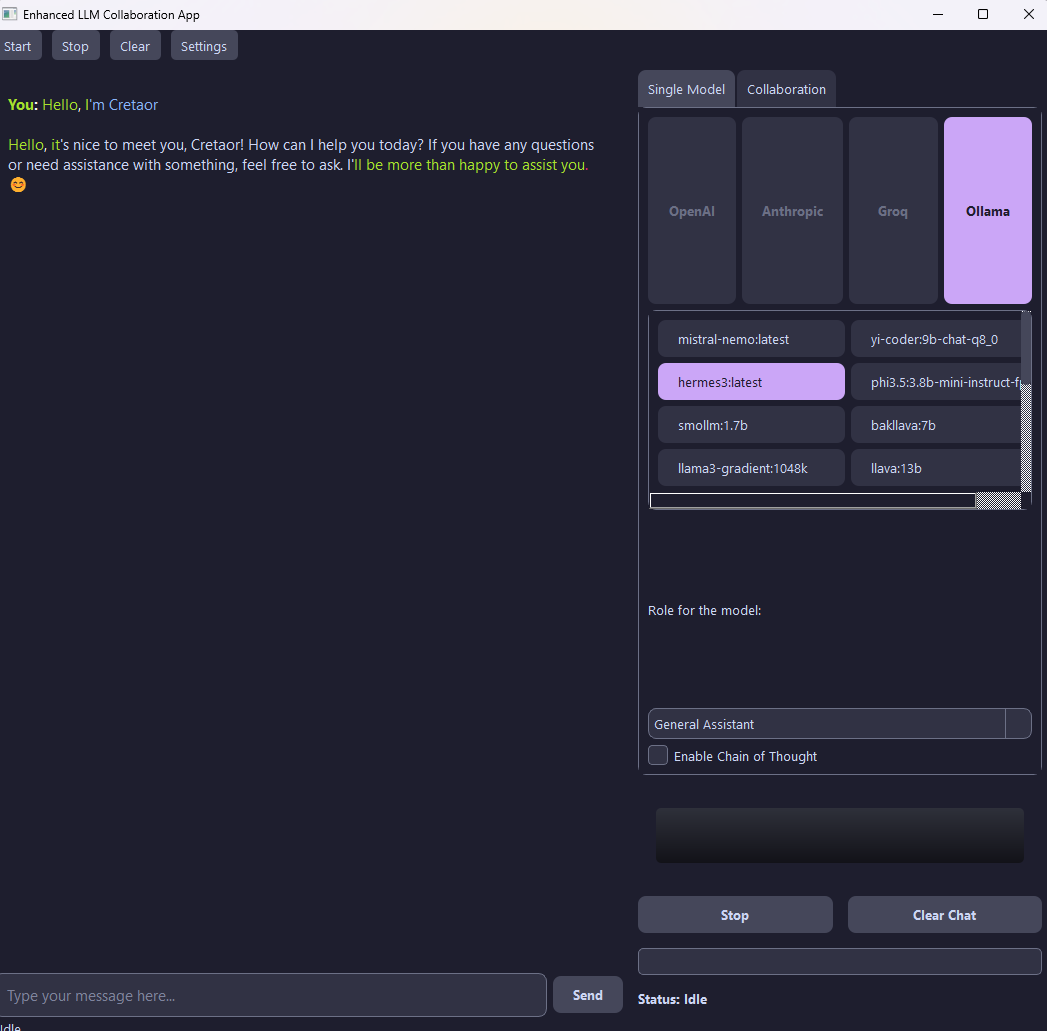 Enhanced LLM Collaboration App
Start Stop Clear Settings
You: Hello, I'm Cretaor
Hello, it's nice to meet you, Cretaor! How can I help you today? If you have any questions
or need assistance with something, feel free to ask. I'll be more than happy to assist you.
😊
Single Model Collaboration
OpenAI Anthropic Groq Ollama
mistral-nemo:latest yi-coder:9b-chat-q8_0
hermes3:latest phi3.5:3.8b-mini-instruct-f
smollm:1.7b bakllava:7b
llama3-gradient:1048k llava:13b
Role for the model:
General Assistant
Enable Chain of Thought
Stop Clear Chat
Type your message here... Send
Status: Idle
Idle